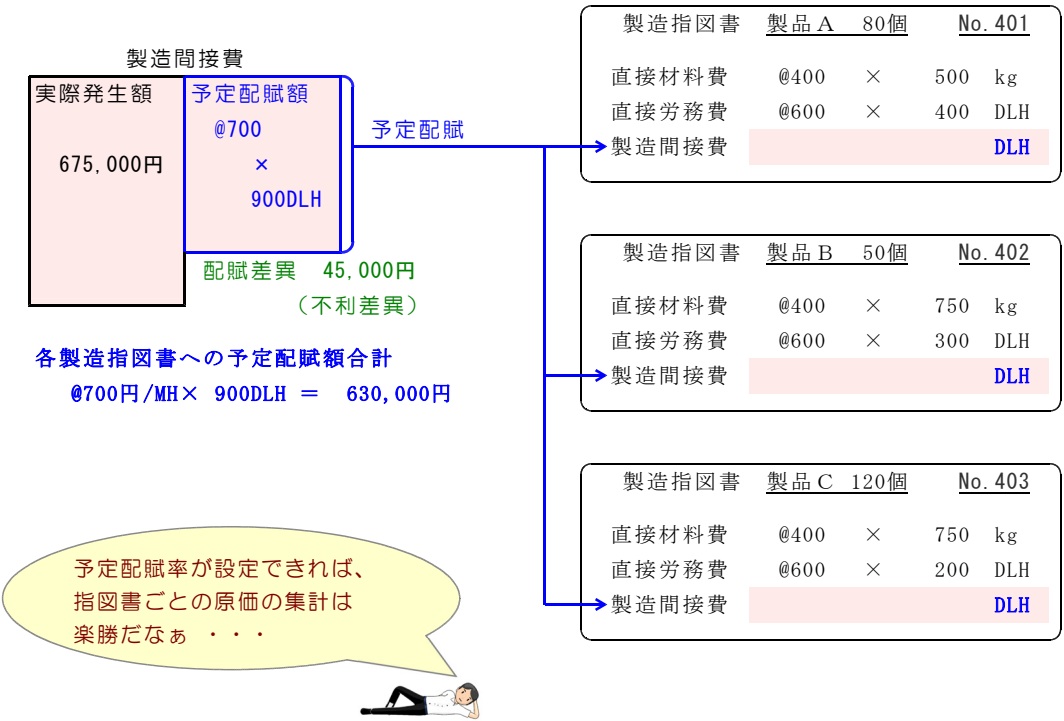 製造間接費
実際発生額
675,000円
予定配賦額
@700
×
900DLH
予定配賦
配賦差異 45,000円
（不利差異）
各製造指図書への予定配賦額合計
@700円/MH× 900DLH ＝ 630,000円
製造指図書 製品Ａ 80個 No.401
直接材料費 @400 × 500 kg
直接労務費 @600 × 400 DLH
製造間接費 DLH
製造指図書 製品Ｂ 50個 No.402
直接材料費 @400 × 750 kg
直接労務費 @600 × 300 DLH
製造間接費 DLH
製造指図書 製品Ｃ 120個 No.403
直接材料費 @400 × 750 kg
直接労務費 @600 × 200 DLH
製造間接費 DLH
予定配賦率が設定できれば、
指図書ごとの原価の集計は
楽勝だなぁ ・・・